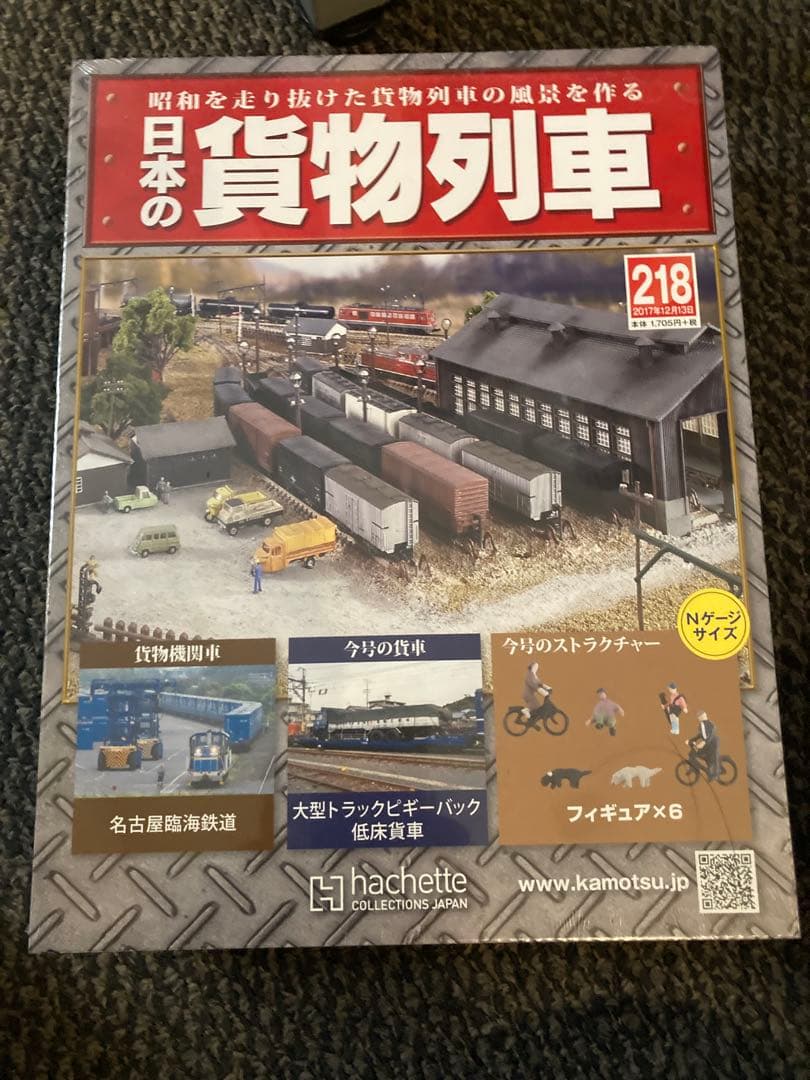 昭和を走り抜けた貨物列車の風景を作る
日本の貨物列車
218
2017年12月13日
本体 1,705円+税
Nゲージ
サイズ
貨物機関車
名古屋臨海鉄道
今号の貨車
大型トラックピギーバック
低床貨車
今号のストラクチャー
フィギュア×6
hachette
COLLECTIONS JAPAN
www.kamotsu.jp